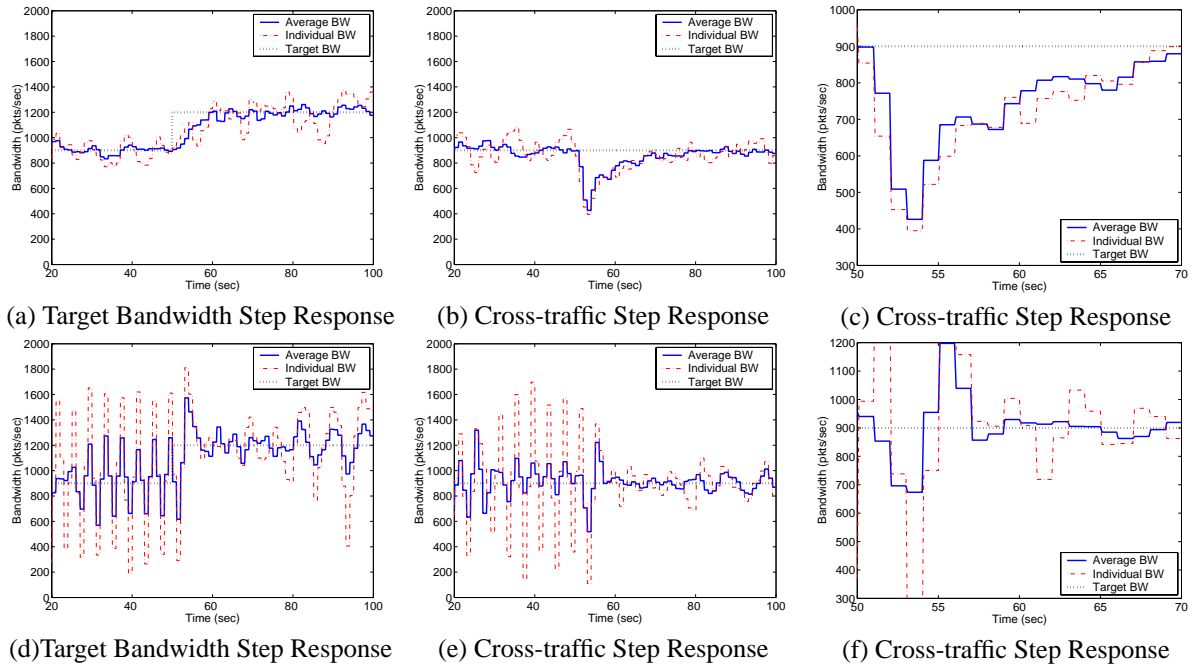 2000
1800
1600
1400
1200
1000
800
600
400
200
0
20
40
60
80
100
Bandwidth (pkts/sec)
Time (sec)
Average BW
Individual BW
Target BW
(a) Target Bandwidth Step Response
2000
1800
1600
1400
1200
1000
800
600
400
200
0
20
40
60
80
100
Bandwidth (pkts/sec)
Time (sec)
Average BW
Individual BW
Target BW
(b) Cross-traffic Step Response
1000
900
800
700
600
500
400
300
50
55
60
65
70
Bandwidth (pkts/sec)
Time (sec)
Average BW
Individual BW
Target BW
(c) Cross-traffic Step Response
2000
1800
1600
1400
1200
1000
800
600
400
200
0
20
40
60
80
100
Bandwidth (pkts/sec)
Time (sec)
Average BW
Individual BW
Target BW
(d)Target Bandwidth Step Response
2000
1800
1600
1400
1200
1000
800
600
400
200
0
20
40
60
80
100
Bandwidth (pkts/sec)
Time (sec)
Average BW
Individual BW
Target BW
(e) Cross-traffic Step Response
1200
1100
1000
900
800
700
600
500
400
300
50
55
60
65
70
Bandwidth (pkts/sec)
Time (sec)
Average BW
Individual BW
Target BW
(f) Cross-traffic Step Response